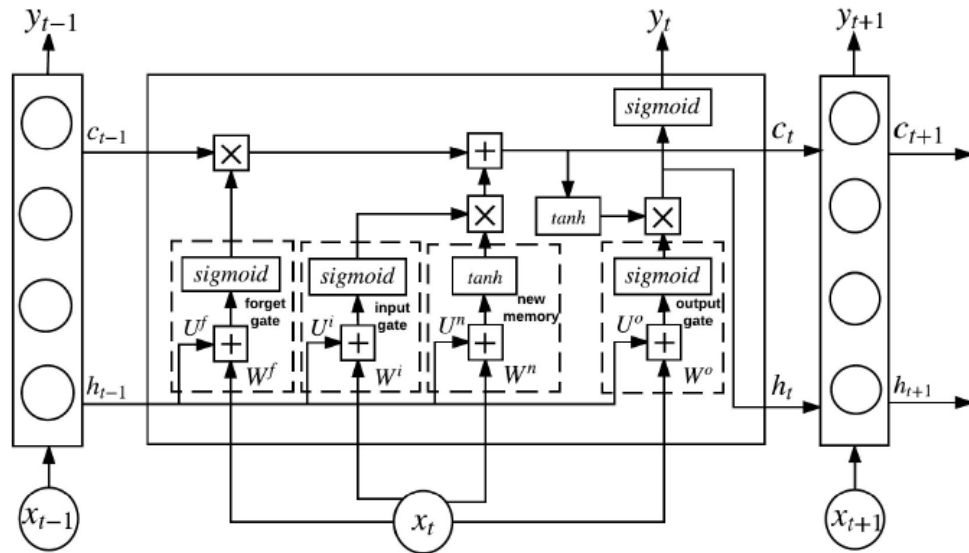 y_{t-1} y_t y_{t+1}
sigmoid
c_{t-1} × + c_t c_{t+1}
tanh × ×
sigmoid sigmoid tanh sigmoid
forget gate
input gate
new memory
output gate
U^f + U^i + U^n + U^o +
W^f W^i W^n W^o
h_{t-1} h_t h_{t+1}
x_{t-1} x_t x_{t+1}